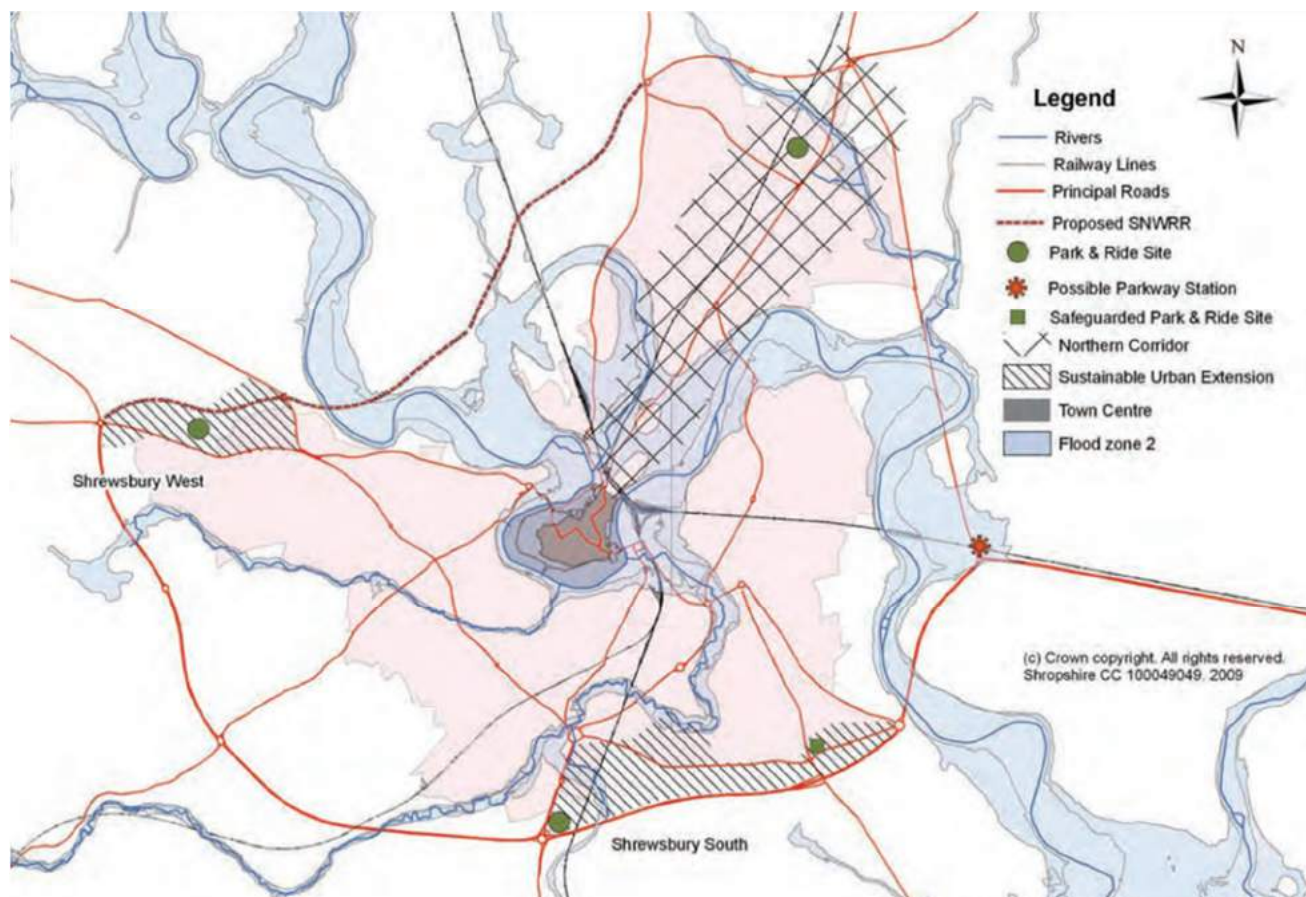 N
Legend
Rivers
Railway Lines
Principal Roads
Proposed SNWRR
Park & Ride Site
Possible Parkway Station
Safeguarded Park & Ride Site
Northern Corridor
Sustainable Urban Extension
Town Centre
Flood zone 2
Shrewsbury West
(c) Crown copyright. All rights reserved.
Shropshire CC 100049049. 2009
Shrewsbury South